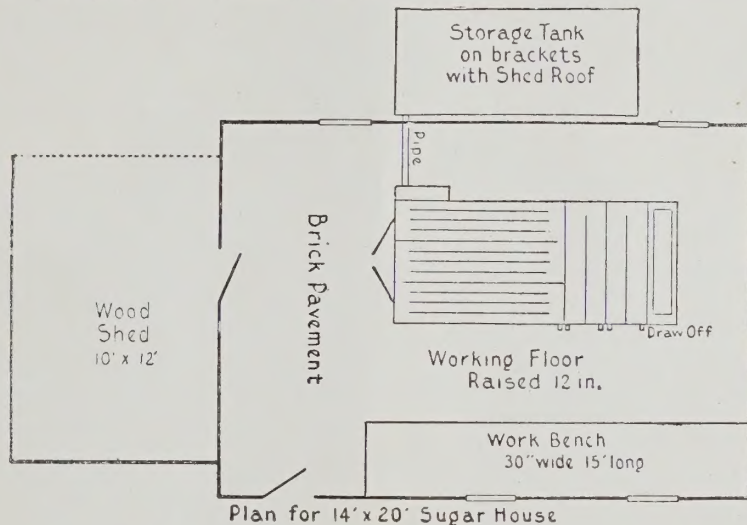 Storage Tank
on brackets
with Shed Roof
Pipe
Brick Pavement
Wood
Shed
10' x 12'
Draw Off
Working Floor
Raised 12 in.
Work Bench
30" wide 15' long
Plan for 14' x 20' Sugar House